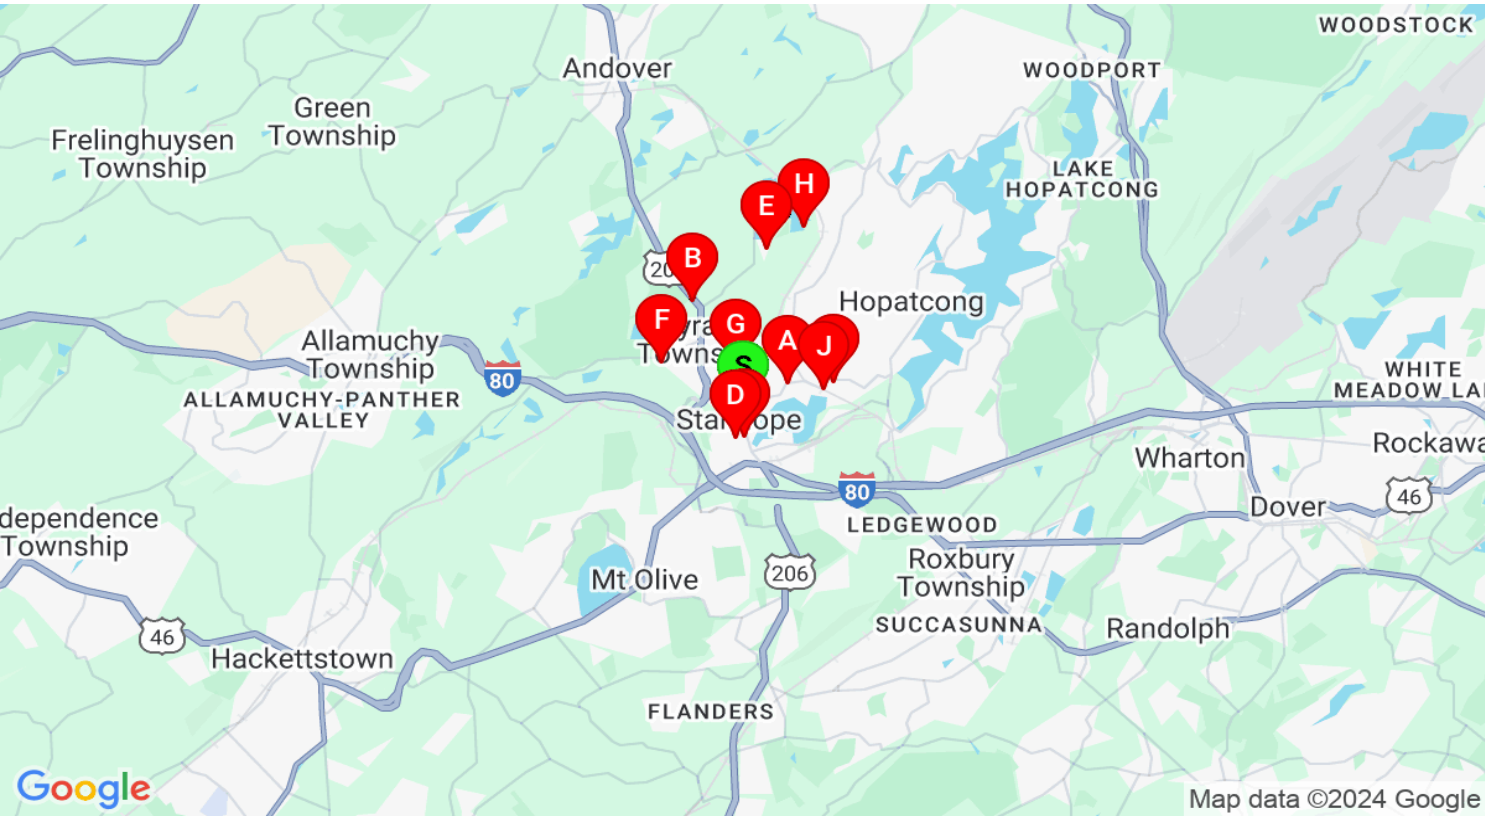 WOODSTOCK
Andover
WOODPORT
Green
Township
Frelinghuysen
Township
LAKE
HOPATCONG
H
E
B
20
Hopatcong
F
G
A
J
Allamuchy
Township
S
80
ALLAMUCHY-PANTHER
VALLEY
WHITE
MEADOW LA
D
Rockawa
Wharton
80
46
Dover
LEDGEWOOD
dependence
Township
Roxbury
Township
Mt Olive
206
SUCCASUNNA
Randolph
46
Hackettstown
FLANDERS
Google
Map data ©2024 Google